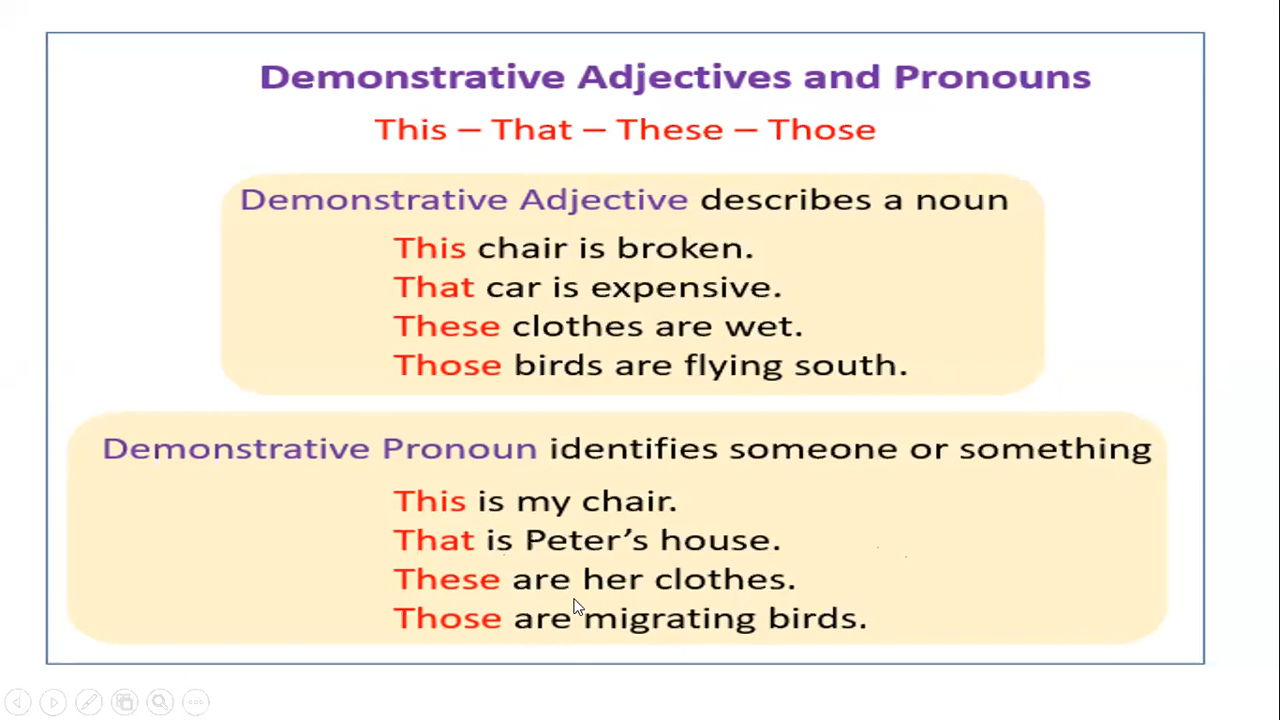 Demonstrative Adjectives and Pronouns
This – That – These – Those
Demonstrative Adjective describes a noun
This chair is broken.
That car is expensive.
These clothes are wet.
Those birds are flying south.
Demonstrative Pronoun identifies someone or something
This is my chair.
That is Peter’s house.
These are her clothes.
Those are migrating birds.